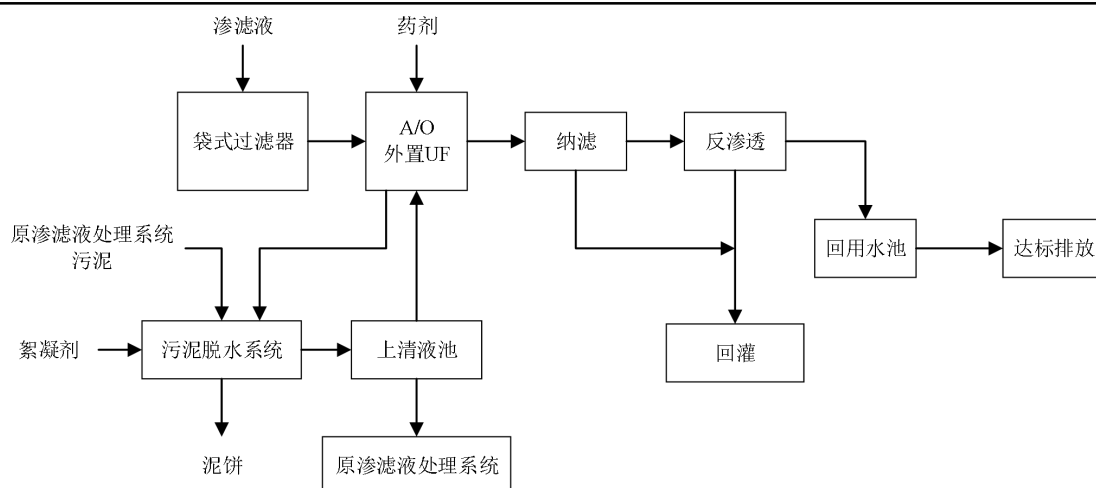 渗滤液
药剂
袋式过滤器
A/O
外置UF
纳滤
反渗透
原渗滤液处理系统
污泥
回用水池
达标排放
絮凝剂
污泥脱水系统
上清液池
回灌
泥饼
原渗滤液处理系统